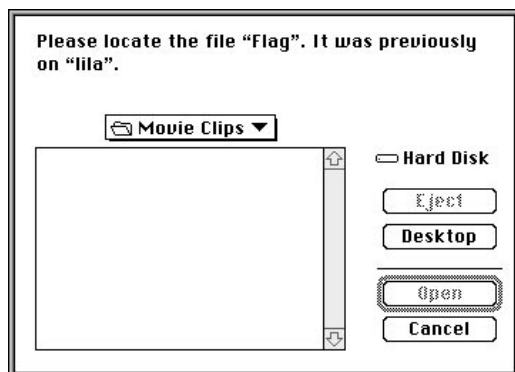 Please locate the file “Flag”. It was previously
on “lila”.
Movie Clips
Hard Disk
Eject
Desktop
Open
Cancel